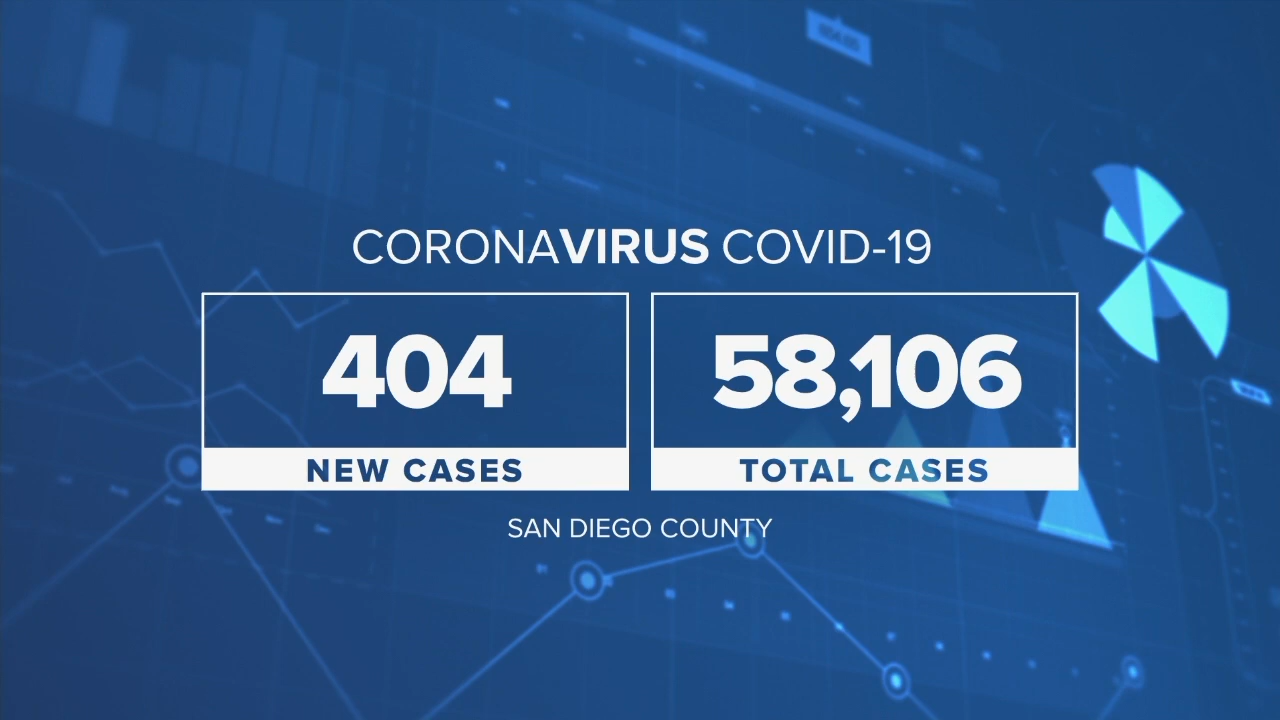 CORONAVIRUS COVID-19
404
58,106
NEW CASES
TOTAL CASES
SAN DIEGO COUNTY